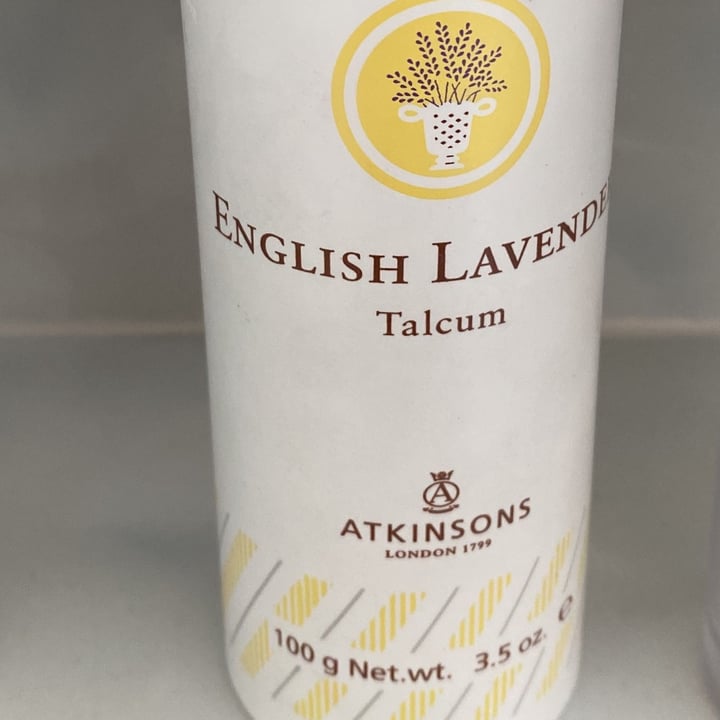 ENGLISH LAVENDE
Talcum
A
ATKINSONS
LONDON 1799
100 g Net.wt. 3.5 oz. ℮